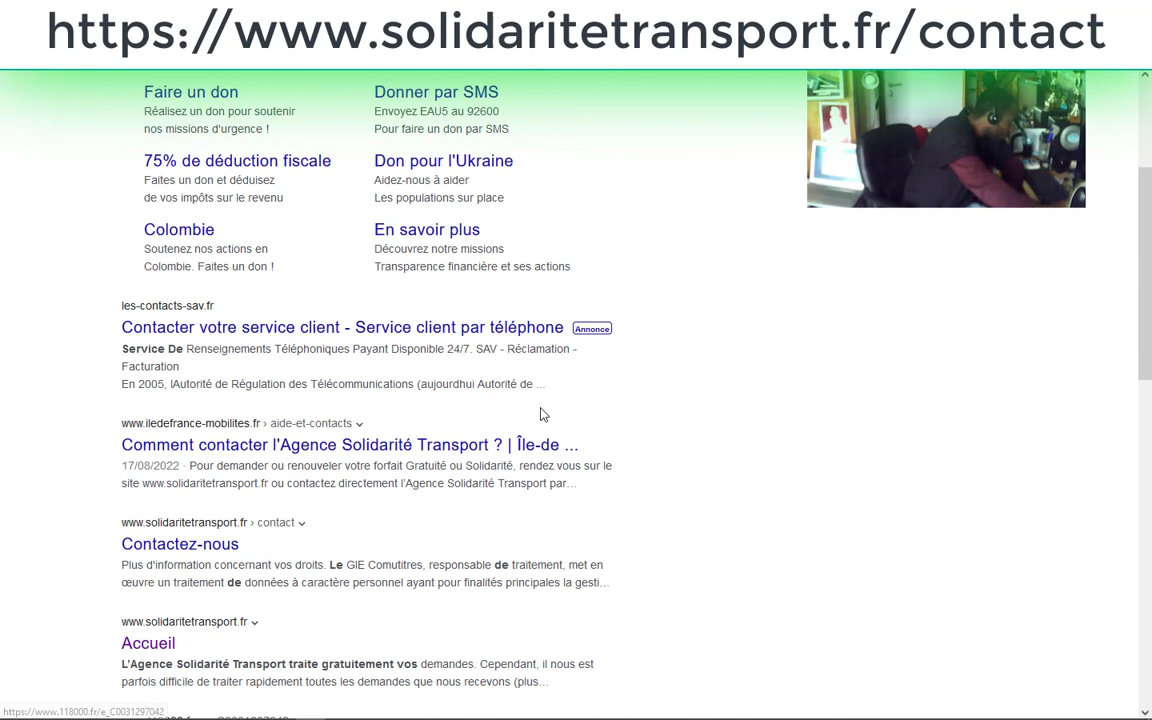 https://www.solidaritetransport.fr/contact
Faire un don
Réalisez un don pour soutenir
nos missions d'urgence !
Donner par SMS
Envoyez EAU5 au 92600
Pour faire un don par SMS
75% de déduction fiscale
Faites un don et déduisez
de vos impôts sur le revenu
Don pour l'Ukraine
Aidez-nous à aider
Les populations sur place
Colombie
Soutenez nos actions en
Colombie. Faites un don !
En savoir plus
Découvrez notre missions
Transparence financière et ses actions
les-contacts-sav.fr
Contacter votre service client - Service client par téléphone Annonce
Service De Renseignements Téléphoniques Payant Disponible 24/7. SAV - Réclamation -
Facturation
En 2005, lAutorité de Régulation des Télécommunications (aujourdhui Autorité de ...
www.iledefrance-mobilites.fr › aide-et-contacts
Comment contacter l'Agence Solidarité Transport ? | Île-de ...
17/08/2022 · Pour demander ou renouveler votre forfait Gratuité ou Solidarité, rendez vous sur le
site www.solidaritetransport.fr ou contactez directement l'Agence Solidarité Transport par...
www.solidaritetransport.fr › contact
Contactez-nous
Plus d'information concernant vos droits. Le GIE Comutitres, responsable de traitement, met en
œuvre un traitement de données à caractère personnel ayant pour finalités principales la gesti...
www.solidaritetransport.fr
Accueil
L'Agence Solidarité Transport traite gratuitement vos demandes. Cependant, il nous est
parfois difficile de traiter rapidement toutes les demandes que nous recevons (plus...
https://www.118000.fr/e_C0031297042